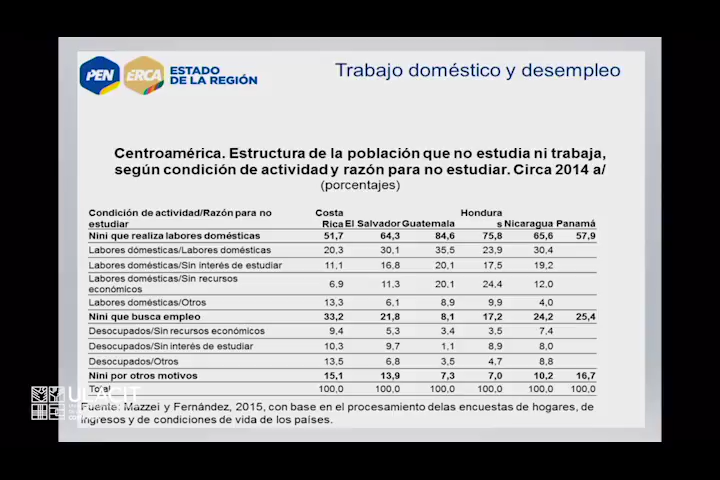 PEN
ERCA
ESTADO
DE LA REGIÓN
Trabajo doméstico y desempleo
Centroamérica. Estructura de la población que no estudia ni trabaja,
según condición de actividad y razón para no estudiar. Circa 2014 a/
(porcentajes)
Condición de actividad/Razón para no estudiar Costa Rica El Salvador Guatemala Honduras Nicaragua Panamá
Nini que realiza labores domésticas 51,7 64,3 84,6 75,8 65,6 57,9
Labores dómesticas/Labores domésticas 20,3 30,1 35,5 23,9 30,4
Labores domésticas/Sin interés de estudiar 11,1 16,8 20,1 17,5 19,2
Labores domésticas/Sin recursos económicos 6,9 11,3 20,1 24,4 12,0
Labores domésticas/Otros 13,3 6,1 8,9 9,9 4,0
Nini que busca empleo 33,2 21,8 8,1 17,2 24,2 25,4
Desocupados/Sin recursos económicos 9,4 5,3 3,4 3,5 7,4
Desocupados/Sin interés de estudiar 10,3 9,7 1,1 8,9 8,0
Desocupados/Otros 13,5 6,8 3,5 4,7 8,8
Nini por otros motivos 15,1 13,9 7,3 7,0 10,2 16,7
Total 100,0 100,0 100,0 100,0 100,0 100,0
ULACIT
Fuente: Mazzei y Fernández, 2015, con base en el procesamiento delas encuestas de hogares, de
ingresos y de condiciones de vida de los países.